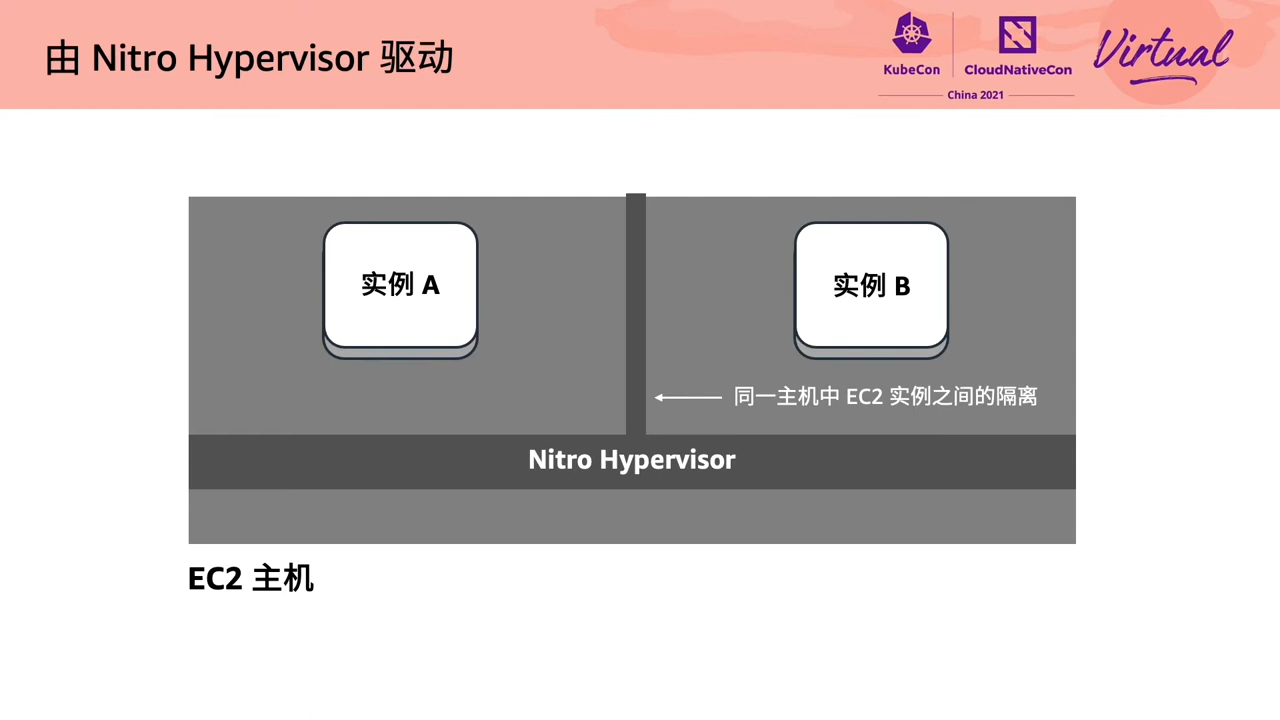 由 Nitro Hypervisor 驱动
KubeCon
CloudNativeCon
China 2021
Virtual
实例 A
实例 B
同一主机中 EC2 实例之间的隔离
Nitro Hypervisor
EC2 主机